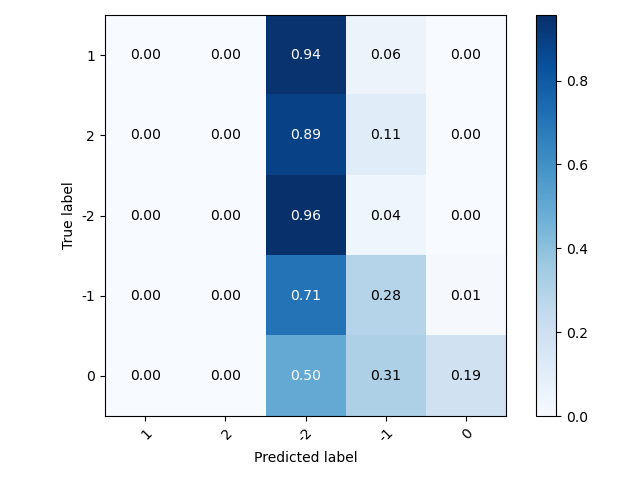 1 0.00 0.00 0.94 0.06 0.00
0.8
2 0.00 0.00 0.89 0.11 0.00
0.6
True label
-2 0.00 0.00 0.96 0.04 0.00
0.4
-1 0.00 0.00 0.71 0.28 0.01
0.2
0 0.00 0.00 0.50 0.31 0.19
0.0
1 2 -2 -1 0
Predicted label